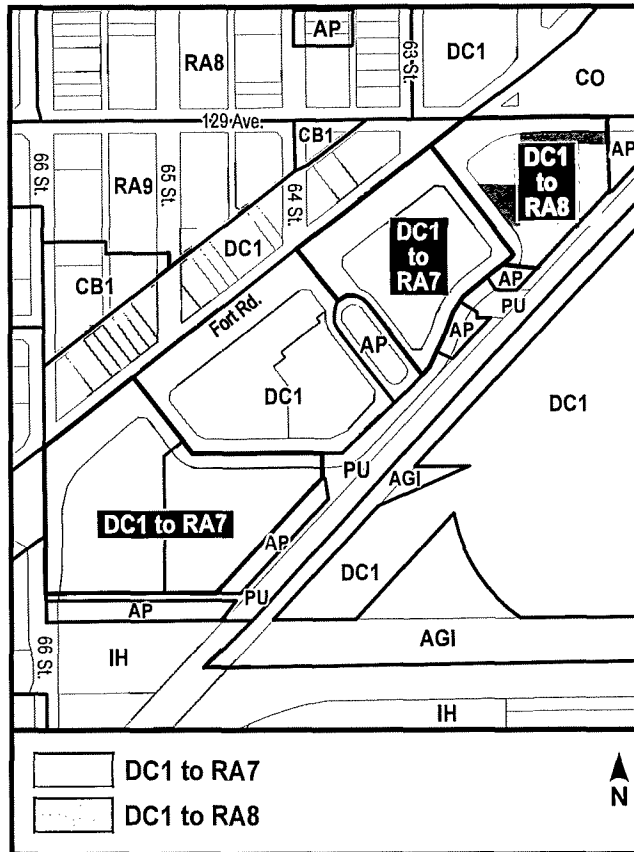 AP
63 St.
RA8
DC1
CO
129 Ave.
CB1
AP
66 St.
65 St.
64 St.
RA9
DC1
to
RA8
DC1
to
RA7
DC1
CB1
AP
PU
Fort Rd.
AP
AP
DC1
DC1
PU
AGI
DC1 to RA7
AP
DC1
PU
AP
66 St.
IH
AGI
IH
DC1 to RA7
DC1 to RA8
N